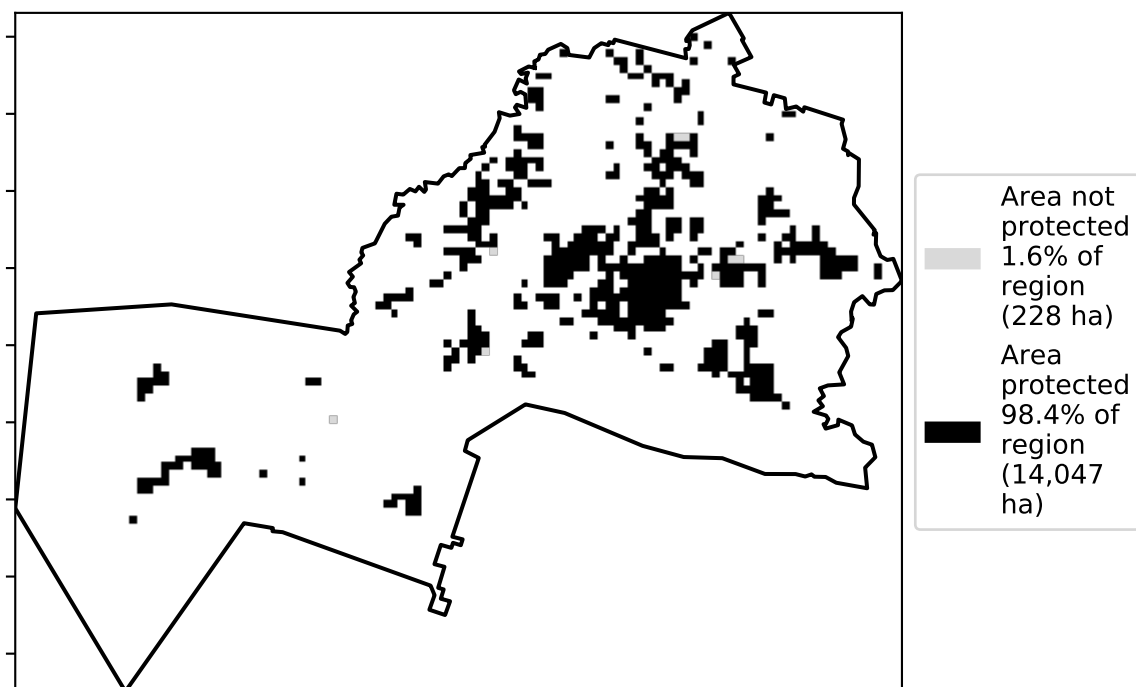 Area not
protected
1.6% of
region
(228 ha)
Area
protected
98.4% of
region
(14,047
ha)